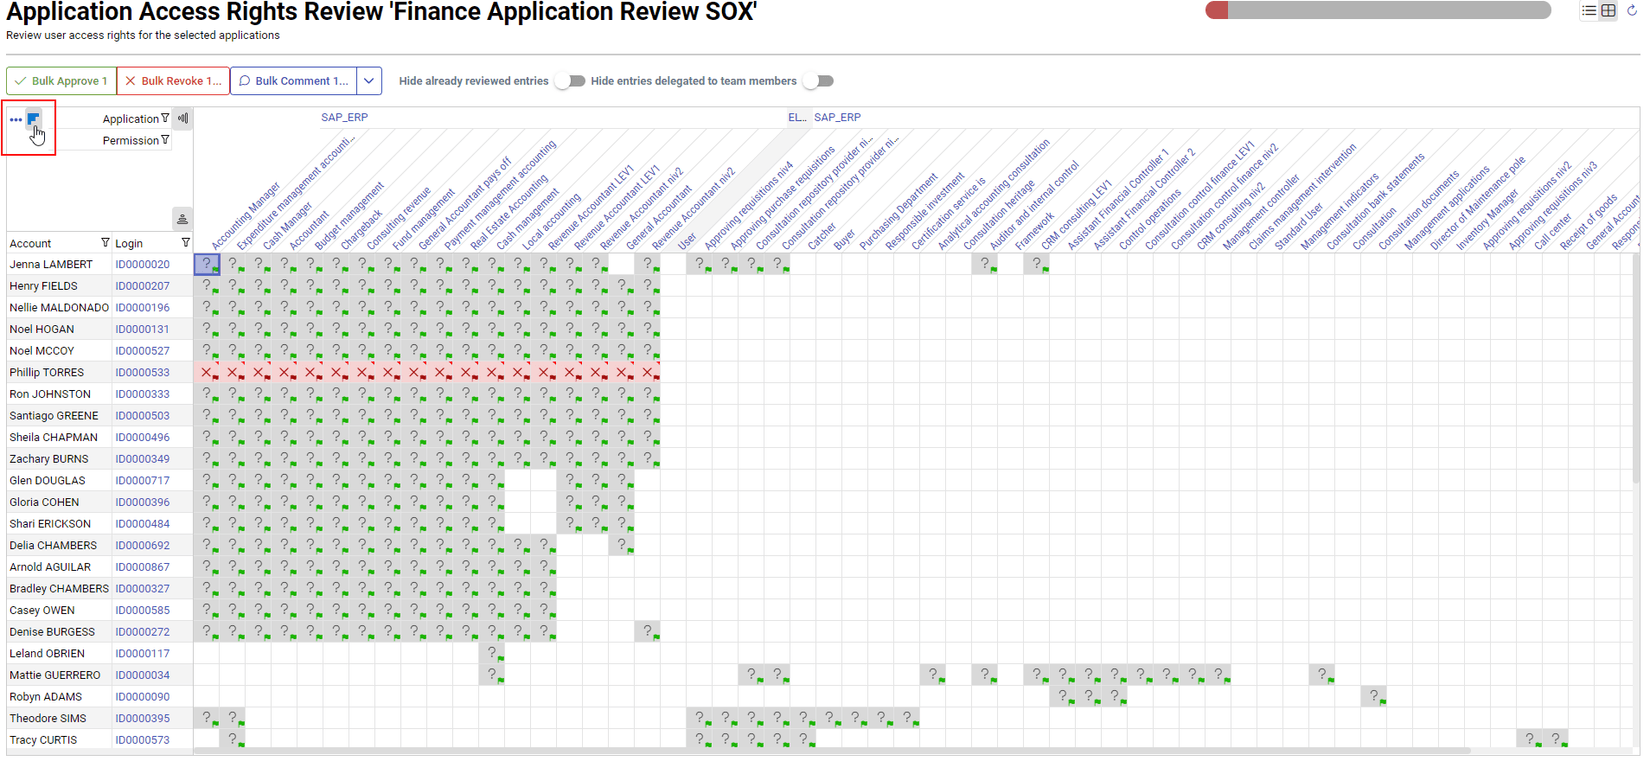 Application Access Rights Review 'Finance Application Review SOX'
Review user access rights for the selected applications
Bulk Approve 1
Bulk Revoke 1...
Bulk Comment 1...
Hide already reviewed entries
Hide entries delegated to team members
Application
SAP_ERP
EL..
SAP_ERP
Permission
Accounting Manager
Expenditure management accounti...
Cash Manager
Accountant
Budget management
Chargeback
Consulting revenue
Fund management
General Accountant pays off
Payment management accounting
Real Estate Accounting
Cash management
Local accounting
Revenue Accountant LEV1
Revenue Accountant LEV1
Revenue Accountant niv2
General Accountant
Revenue Accountant niv2
User
Approving requisitions niv4
Approving purchase requisitions
Consultation repository provider ni...
Consultation repository provider ni...
Catcher
Buyer
Purchasing Department
Responsible investment
Certification service is
Analytical accounting consultation
Consultation heritage
Auditor and internal control
Framework
CRM consulting LEV1
Assistant Financial Controller 1
Assistant Financial Controller 2
Control operations
Consultation control finance LEV1
Consultation control finance niv2
CRM consulting niv2
Management controller
Claims management intervention
Standard User
Management indicators
Consultation bank statements
Consultation
Consultation documents
Management applications
Director of Maintenance pole
Inventory Manager
Approving requisitions niv2
Approving requisitions niv3
Call center
Receipt of goods
General Account
Respon
Account
Login
Jenna LAMBERT ID0000020
Henry FIELDS ID0000207
Nellie MALDONADO ID0000196
Noel HOGAN ID0000131
Noel MCCOY ID0000527
Phillip TORRES ID0000533
Ron JOHNSTON ID0000333
Santiago GREENE ID0000503
Sheila CHAPMAN ID0000496
Zachary BURNS ID0000349
Glen DOUGLAS ID0000717
Gloria COHEN ID0000396
Shari ERICKSON ID0000484
Delia CHAMBERS ID0000692
Arnold AGUILAR ID0000867
Bradley CHAMBERS ID0000327
Casey OWEN ID0000585
Denise BURGESS ID0000272
Leland OBRIEN ID0000117
Mattie GUERRERO ID0000034
Robyn ADAMS ID0000090
Theodore SIMS ID0000395
Tracy CURTIS ID0000573